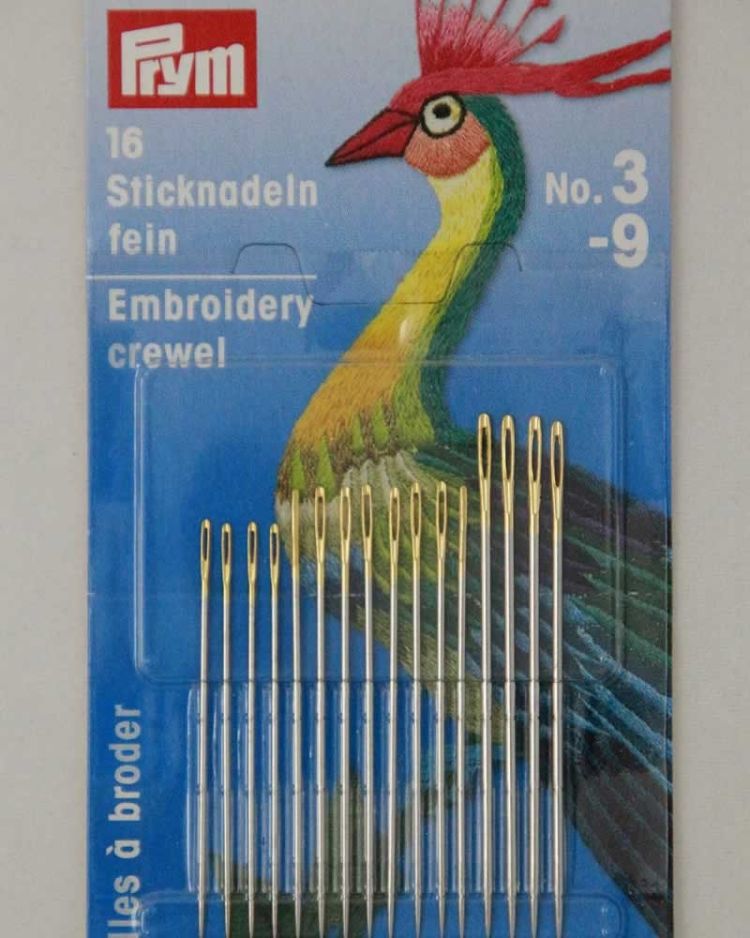 Prym
16
Sticknadeln
fein
No. 3
-9
Embroidery
crewel
lles à broder